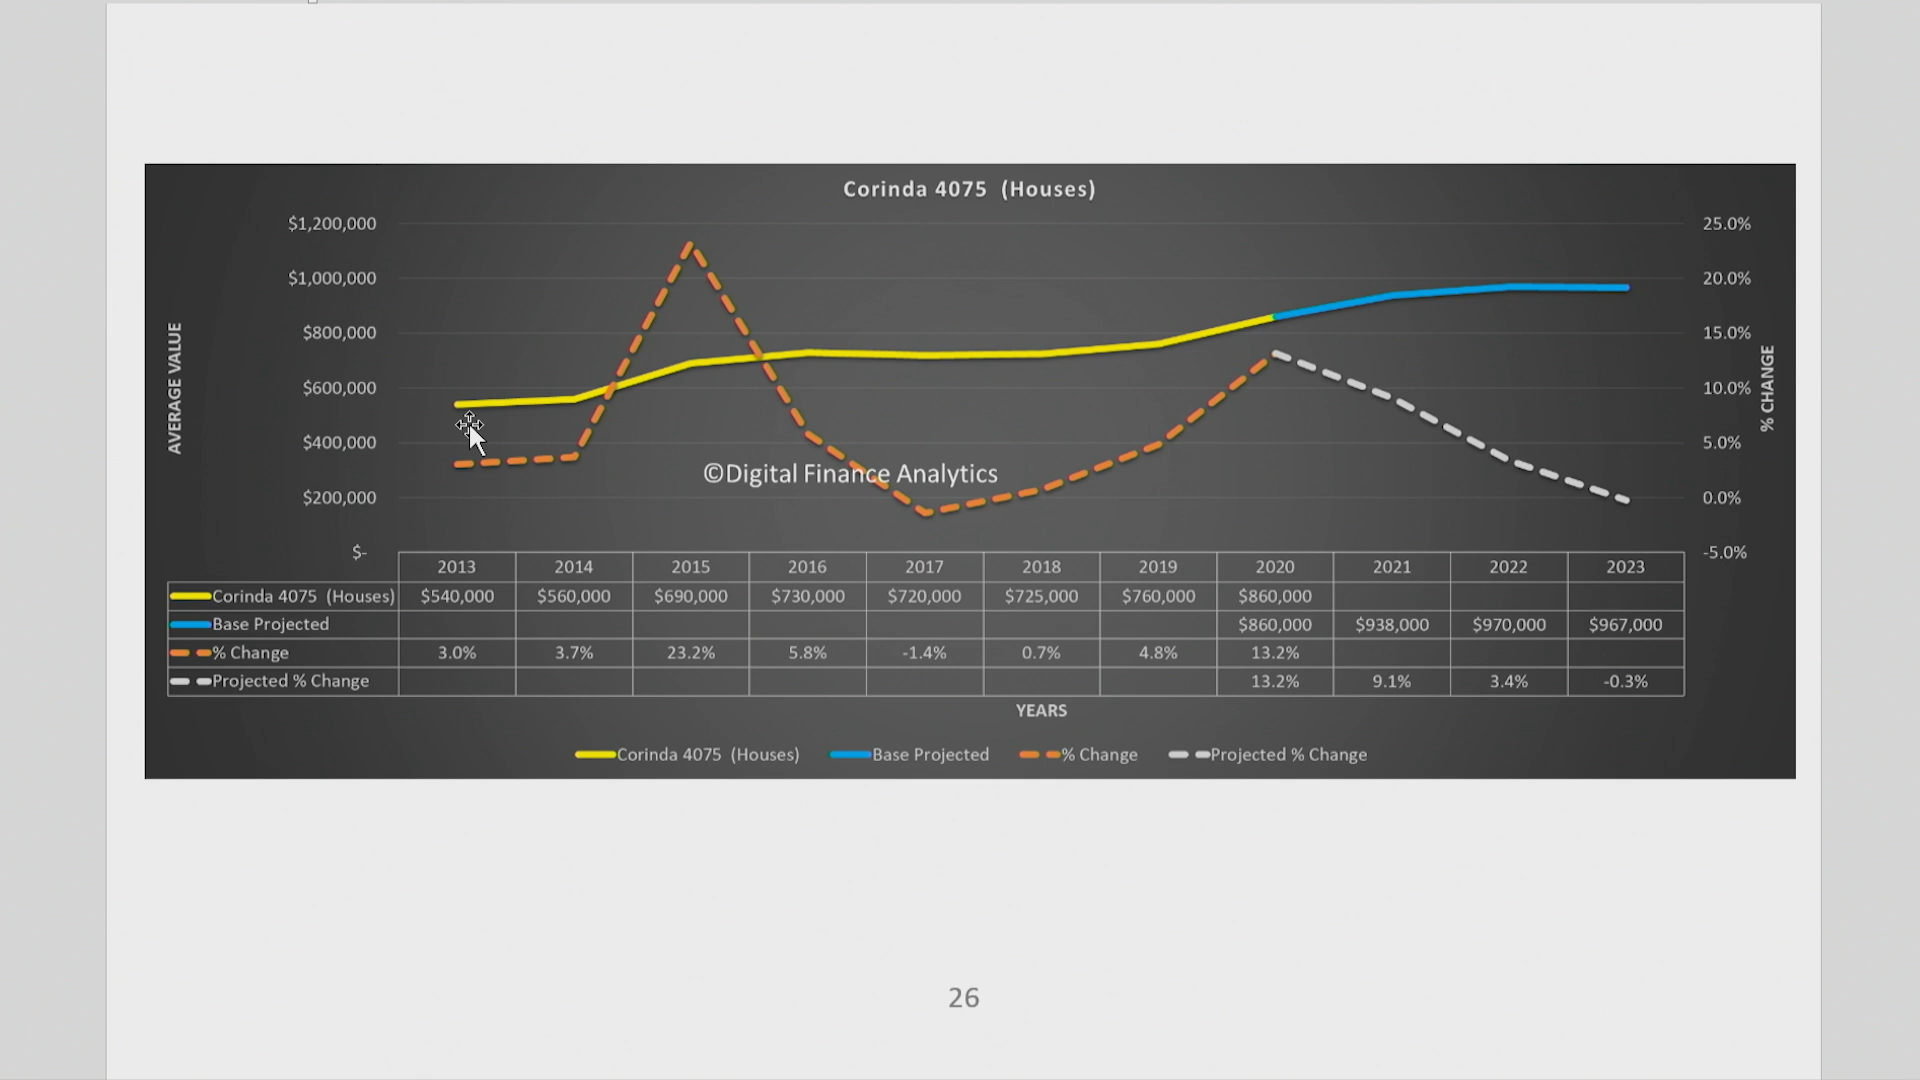 Corinda 4075 (Houses)
$1,200,000
$1,000,000
$800,000
$600,000
$400,000
$200,000
$-
AVERAGE VALUE
25.0%
20.0%
15.0%
10.0%
5.0%
0.0%
-5.0%
% CHANGE
©Digital Finance Analytics
2013 2014 2015 2016 2017 2018 2019 2020 2021 2022 2023
Corinda 4075 (Houses) $540,000 $560,000 $690,000 $730,000 $720,000 $725,000 $760,000 $860,000
Base Projected $860,000 $938,000 $970,000 $967,000
% Change 3.0% 3.7% 23.2% 5.8% -1.4% 0.7% 4.8% 13.2%
Projected % Change 13.2% 9.1% 3.4% -0.3%
YEARS
Corinda 4075 (Houses) Base Projected % Change Projected % Change
26